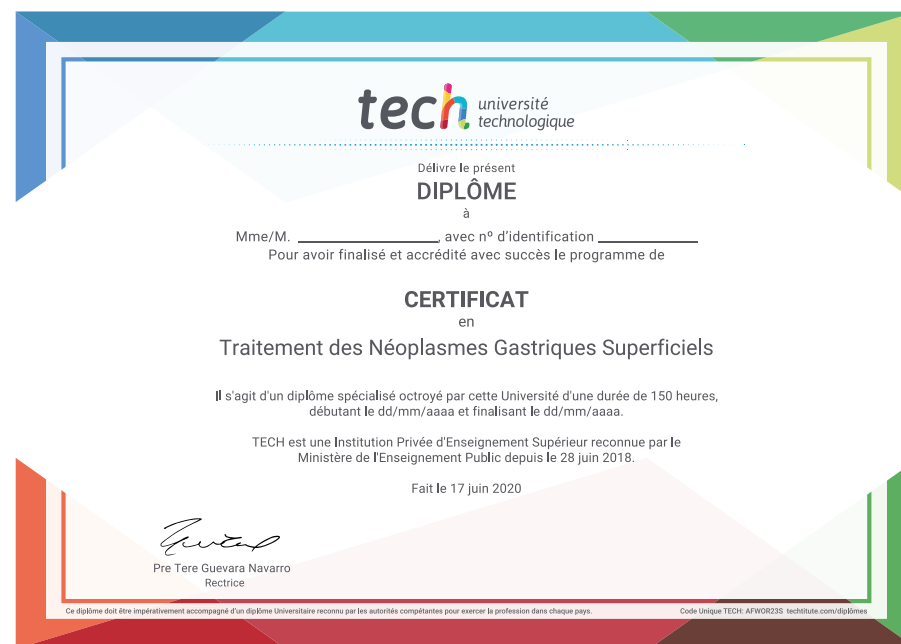 tech université
technologique
Délivre le présent
DIPLÔME
à
Mme/M. ____________________, avec nº d'identification ______________
Pour avoir finalisé et accrédité avec succès le programme de
CERTIFICAT
en
Traitement des Néoplasmes Gastriques Superficiels
Il s'agit d'un diplôme spécialisé octroyé par cette Université d'une durée de 150 heures,
débutant le dd/mm/aaaa et finalisant le dd/mm/aaaa.
TECH est une Institution Privée d'Enseignement Supérieur reconnue par le
Ministère de l'Enseignement Public depuis le 28 juin 2018.
Fait le 17 juin 2020
Pre Tere Guevara Navarro
Rectrice
Ce diplôme doit être impérativement accompagné d'un diplôme Universitaire reconnu par les autorités compétentes pour exercer la profession dans chaque pays. Code Unique TECH: AFWOR23S techtitute.com/diplômes